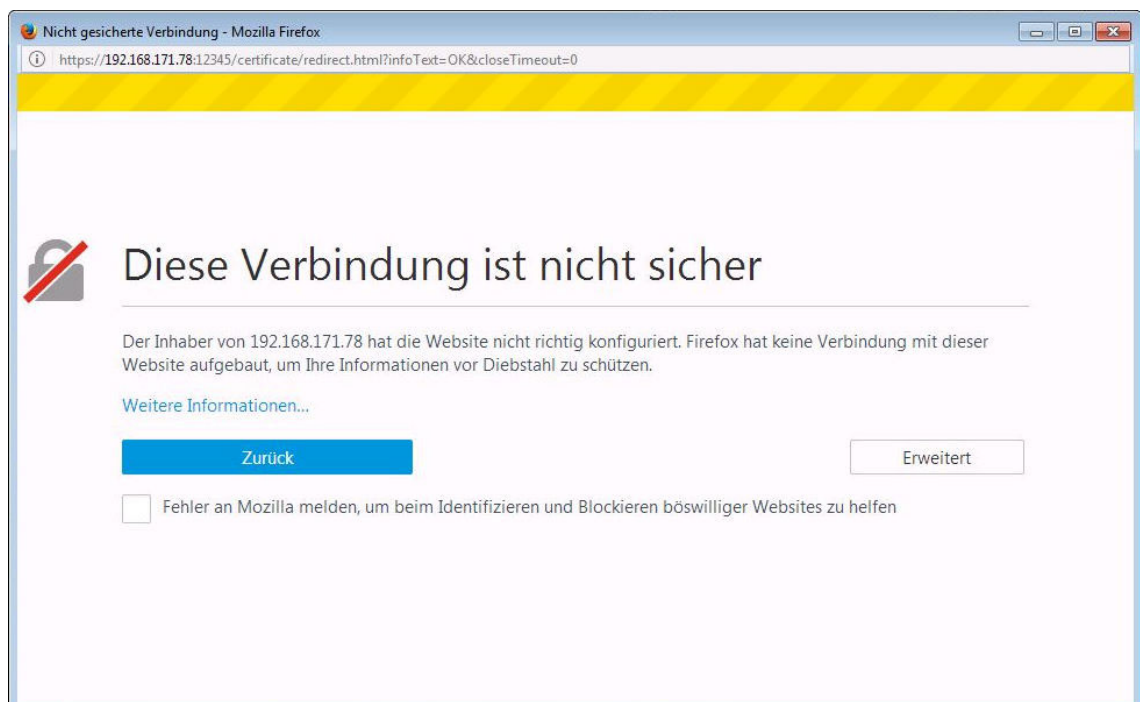 Nicht gesicherte Verbindung - Mozilla Firefox
https://192.168.171.78:12345/certificate/redirect.html?infoText=OK&closeTimeout=0
Diese Verbindung ist nicht sicher
Der Inhaber von 192.168.171.78 hat die Website nicht richtig konfiguriert. Firefox hat keine Verbindung mit dieser
Website aufgebaut, um Ihre Informationen vor Diebstahl zu schützen.
Weitere Informationen...
Zurück
Erweitert
Fehler an Mozilla melden, um beim Identifizieren und Blockieren böswilliger Websites zu helfen